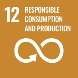 12 RESPONSIBLE
CONSUMPTION
AND PRODUCTION